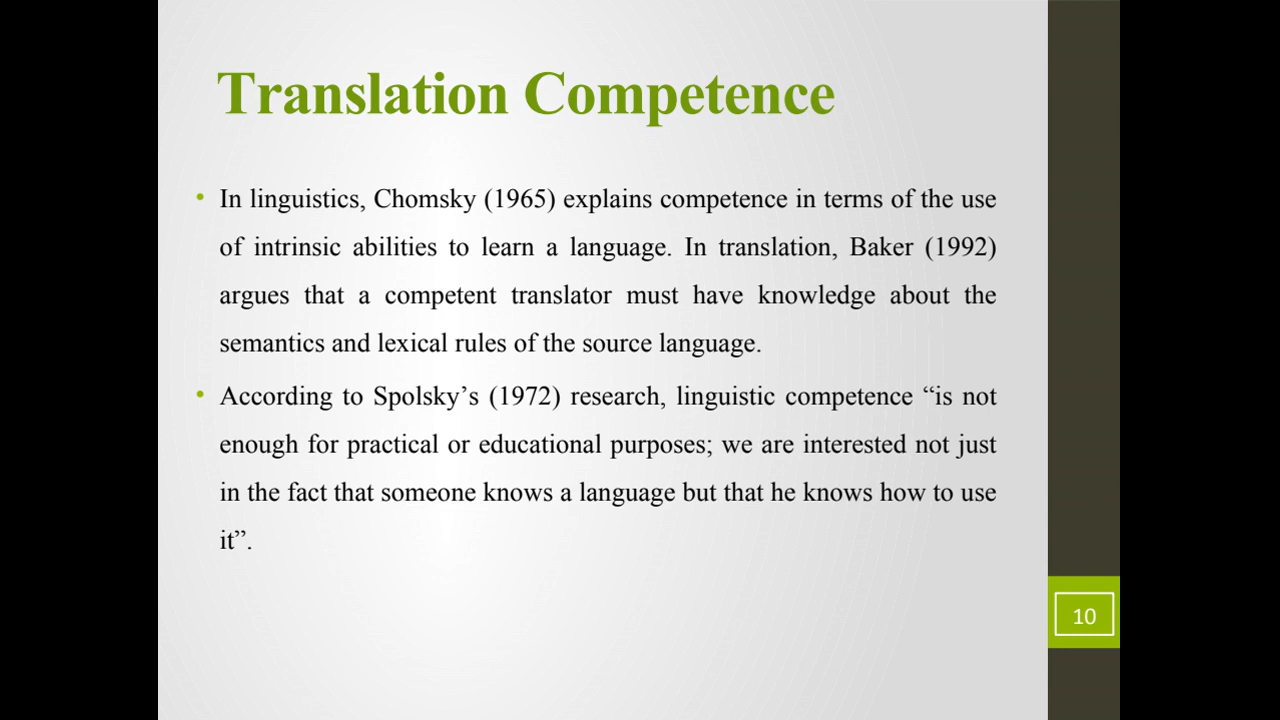 Translation Competence
• In linguistics, Chomsky (1965) explains competence in terms of the use
of intrinsic abilities to learn a language. In translation, Baker (1992)
argues that a competent translator must have knowledge about the
semantics and lexical rules of the source language.
• According to Spolsky’s (1972) research, linguistic competence “is not
enough for practical or educational purposes; we are interested not just
in the fact that someone knows a language but that he knows how to use
it”.
10